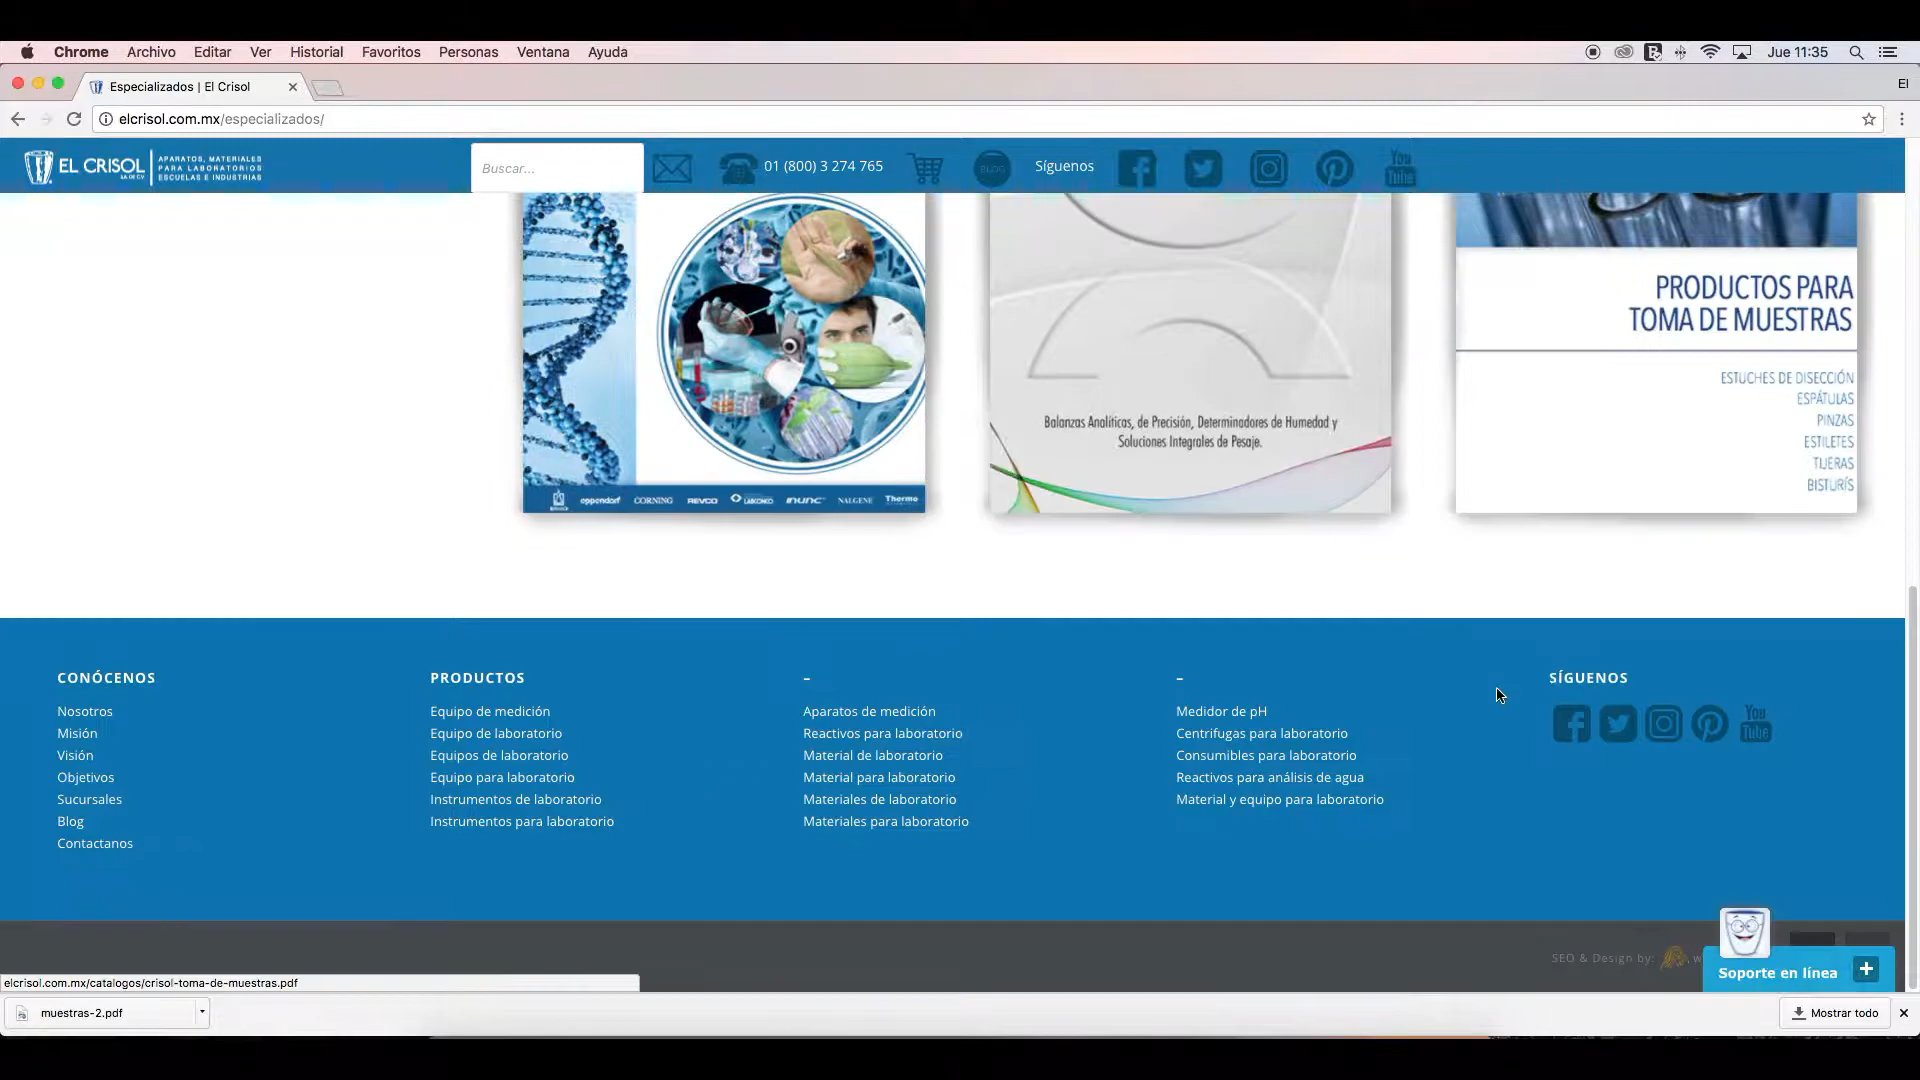 Chrome Archivo Editar Ver Historial Favoritos Personas Ventana Ayuda
Jue 11:35
Especializados | El Crisol
El
elcrisol.com.mx/especializados/
EL CRISOL
S.A. DE C.V.
APARATOS, MATERIALES
PARA LABORATORIOS
ESCUELAS E INDUSTRIAS
Buscar...
01 (800) 3 274 765
BLOG
Síguenos
You
Tube
eppendorf CORNING REVCO LABCONCO nunc NALGENE Thermo
Balanzas Analíticas, de Precisión, Determinadores de Humedad y
Soluciones Integrales de Pesaje.
PRODUCTOS PARA
TOMA DE MUESTRAS
ESTUCHES DE DISECCIÓN
ESPÁTULAS
PINZAS
ESTILETES
TIJERAS
BISTURÍS
CONÓCENOS
Nosotros
Misión
Visión
Objetivos
Sucursales
Blog
Contactanos
PRODUCTOS
Equipo de medición
Equipo de laboratorio
Equipos de laboratorio
Equipo para laboratorio
Instrumentos de laboratorio
Instrumentos para laboratorio
–
Aparatos de medición
Reactivos para laboratorio
Material de laboratorio
Material para laboratorio
Materiales de laboratorio
Materiales para laboratorio
–
Medidor de pH
Centrifugas para laboratorio
Consumibles para laboratorio
Reactivos para análisis de agua
Material y equipo para laboratorio
SÍGUENOS
You
Tube
SEO & Design by:
Soporte en línea
elcrisol.com.mx/catalogos/crisol-toma-de-muestras.pdf
muestras-2.pdf
Mostrar todo